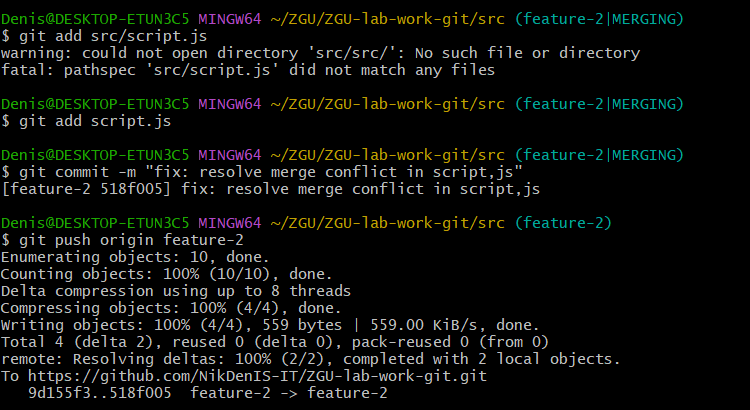 Denis@DESKTOP-ETUN3C5 MINGW64 ~/ZGU/ZGU-lab-work-git/src (feature-2|MERGING)
$ git add src/script.js
warning: could not open directory 'src/src/': No such file or directory
fatal: pathspec 'src/script.js' did not match any files
Denis@DESKTOP-ETUN3C5 MINGW64 ~/ZGU/ZGU-lab-work-git/src (feature-2|MERGING)
$ git add script.js
Denis@DESKTOP-ETUN3C5 MINGW64 ~/ZGU/ZGU-lab-work-git/src (feature-2|MERGING)
$ git commit -m "fix: resolve merge conflict in script,js"
[feature-2 518f005] fix: resolve merge conflict in script,js
Denis@DESKTOP-ETUN3C5 MINGW64 ~/ZGU/ZGU-lab-work-git/src (feature-2)
$ git push origin feature-2
Enumerating objects: 10, done.
Counting objects: 100% (10/10), done.
Delta compression using up to 8 threads
Compressing objects: 100% (4/4), done.
Writing objects: 100% (4/4), 559 bytes | 559.00 KiB/s, done.
Total 4 (delta 2), reused 0 (delta 0), pack-reused 0 (from 0)
remote: Resolving deltas: 100% (2/2), completed with 2 local objects.
To https://github.com/NikDenIS-IT/ZGU-lab-work-git.git
   9d155f3..518f005  feature-2 -> feature-2